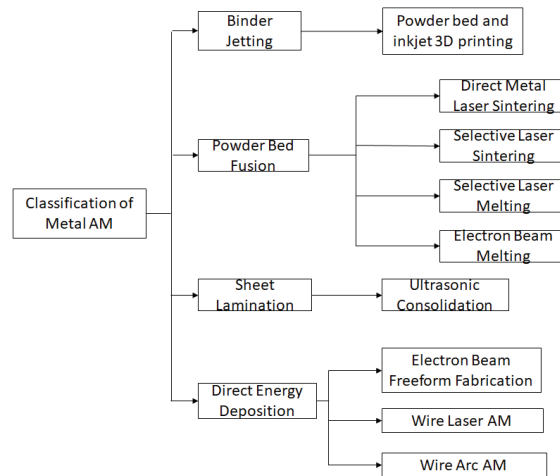 Binder
Jetting
Powder bed and
inkjet 3D printing
Direct Metal
Laser Sintering
Powder Bed
Fusion
Selective Laser
Sintering
Selective Laser
Melting
Electron Beam
Melting
Classification of
Metal AM
Sheet
Lamination
Ultrasonic
Consolidation
Direct Energy
Deposition
Electron Beam
Freeform Fabrication
Wire Laser AM
Wire Arc AM